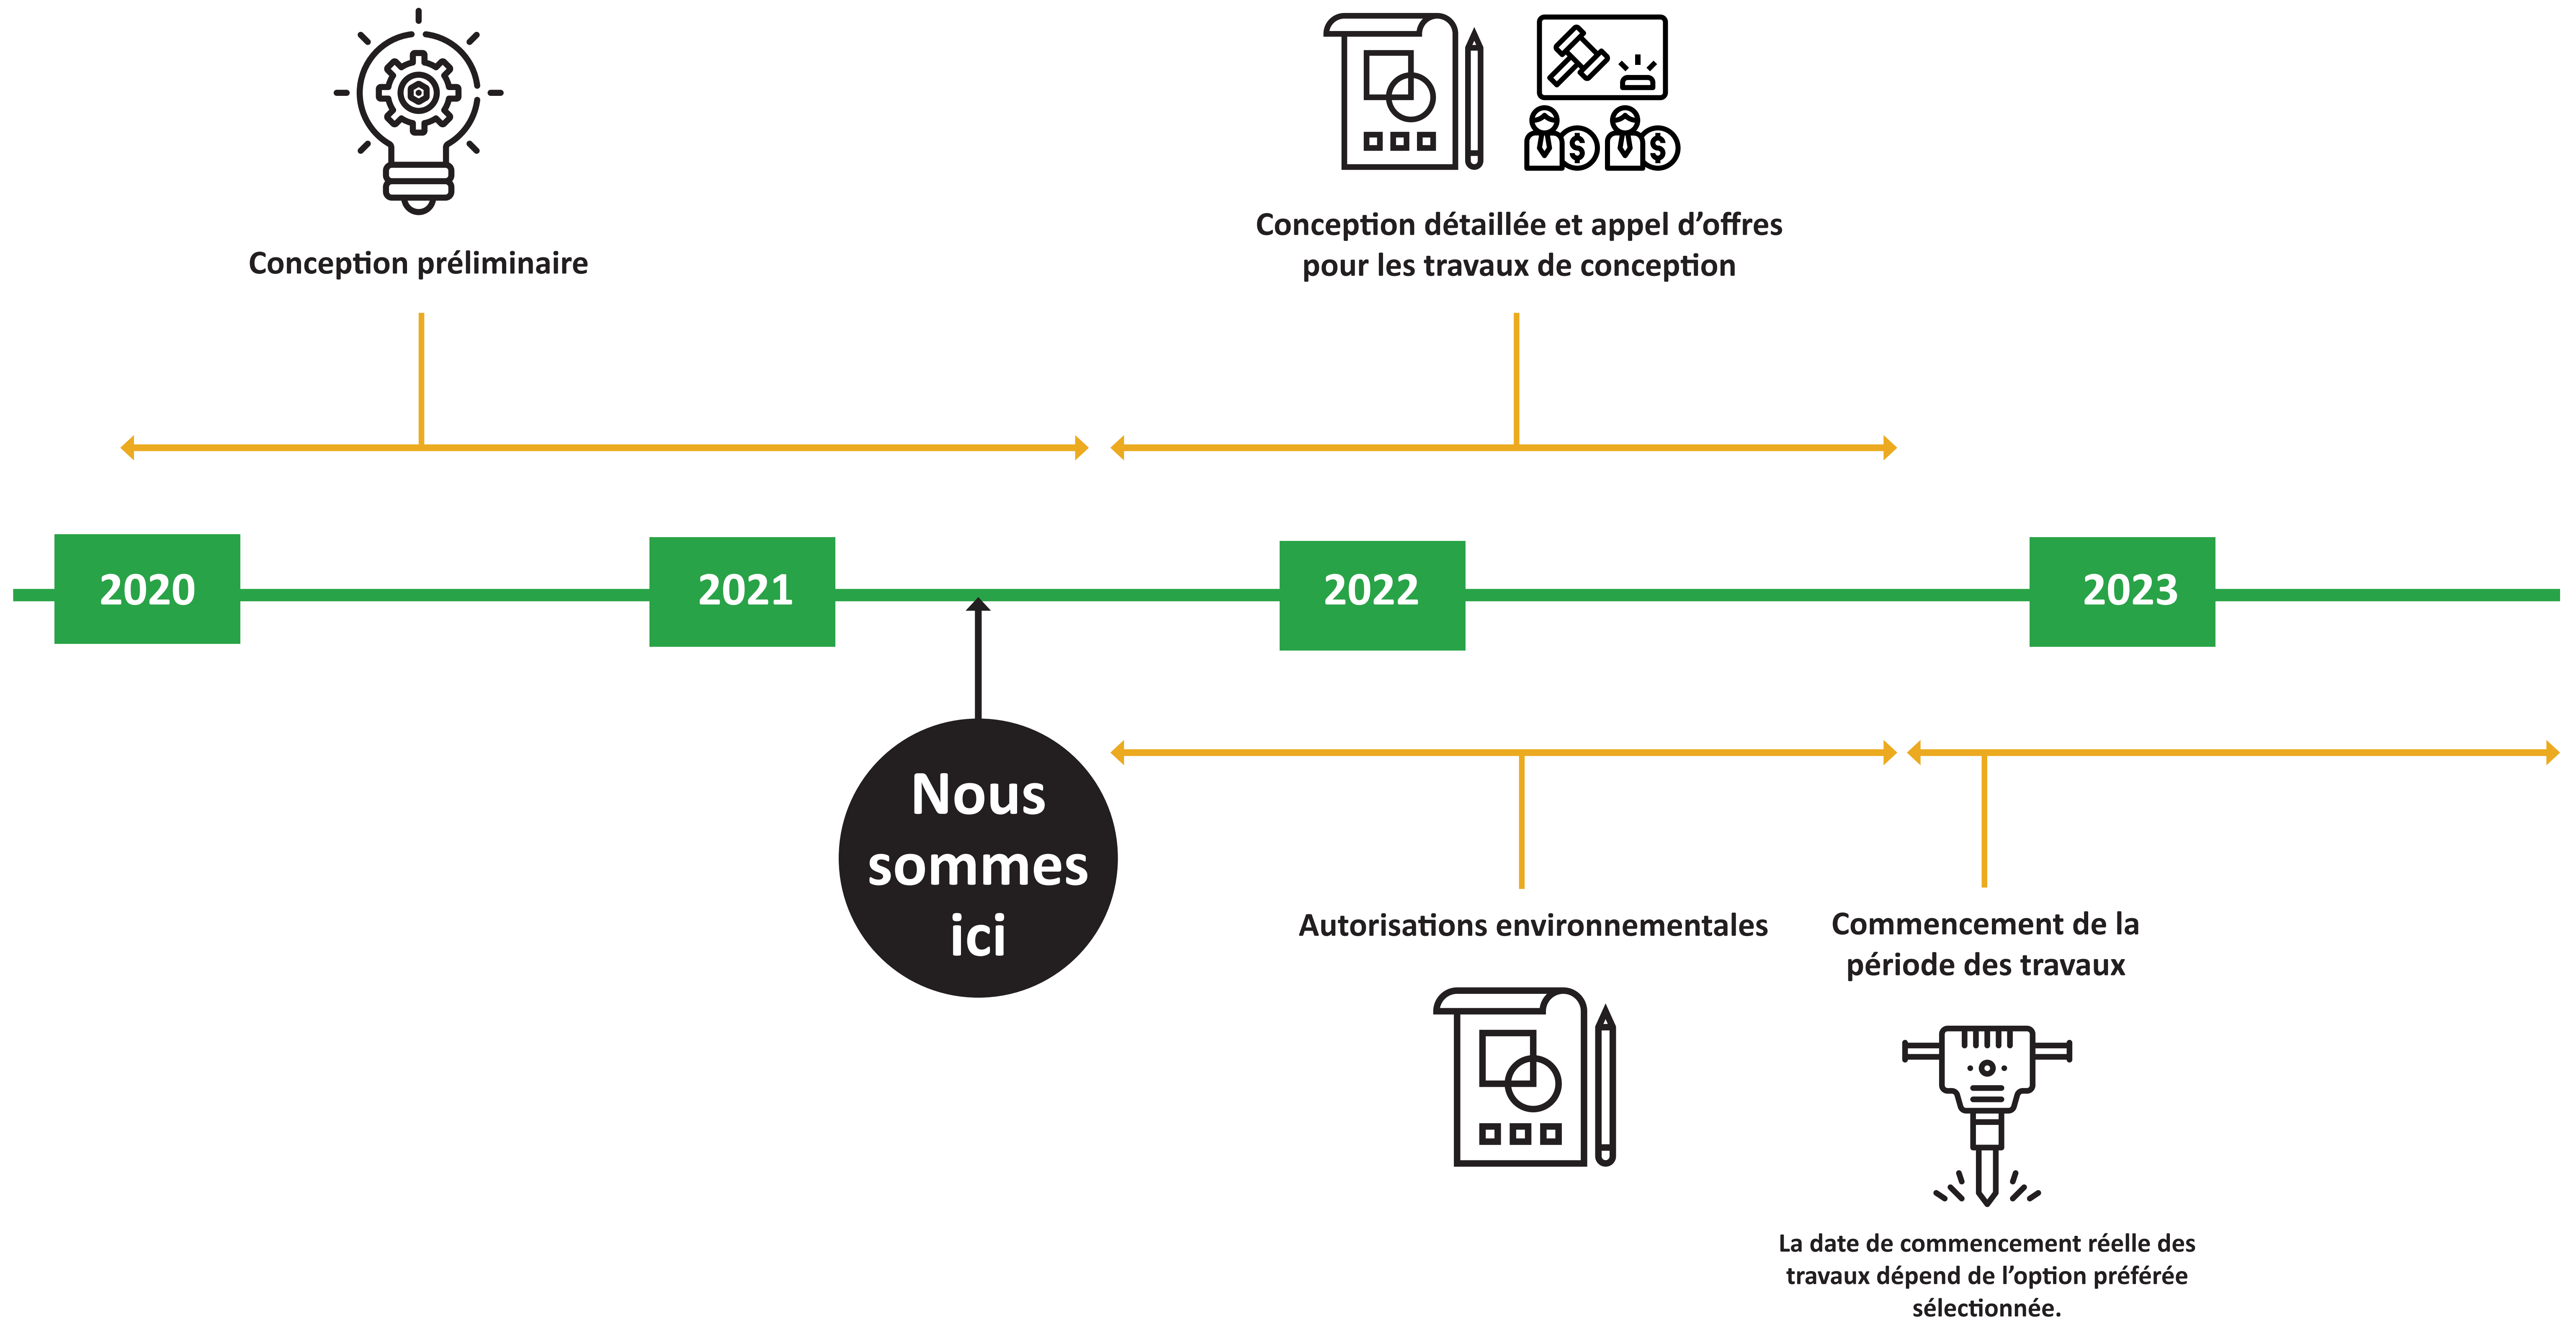 Conception préliminaire
Conception détaillée et appel d’offres
pour les travaux de conception
2020
2021
2022
2023
Nous
sommes
ici
Autorisations environnementales
Commencement de la
période des travaux
La date de commencement réelle des
travaux dépend de l’option préférée
sélectionnée.